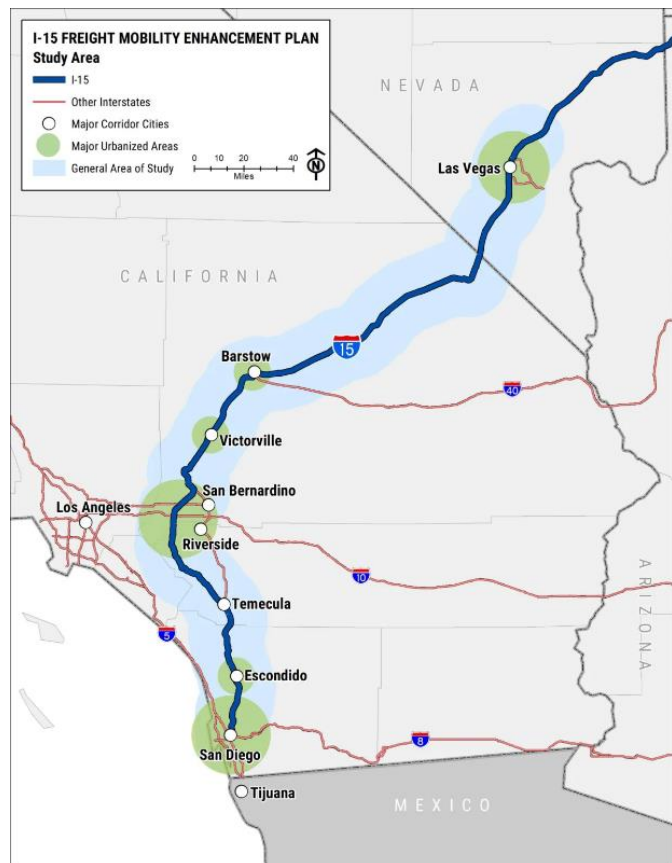 I-15 FREIGHT MOBILITY ENHANCEMENT PLAN
Study Area
I-15
Other Interstates
Major Corridor Cities
Major Urbanized Areas
General Area of Study
0 10 20 40
Miles
N
NEVADA
Las Vegas
CALIFORNIA
15
Barstow
40
Victorville
San Bernardino
Los Angeles
Riverside
10
ARIZONA
Temecula
5
Escondido
8
San Diego
Tijuana
MEXICO